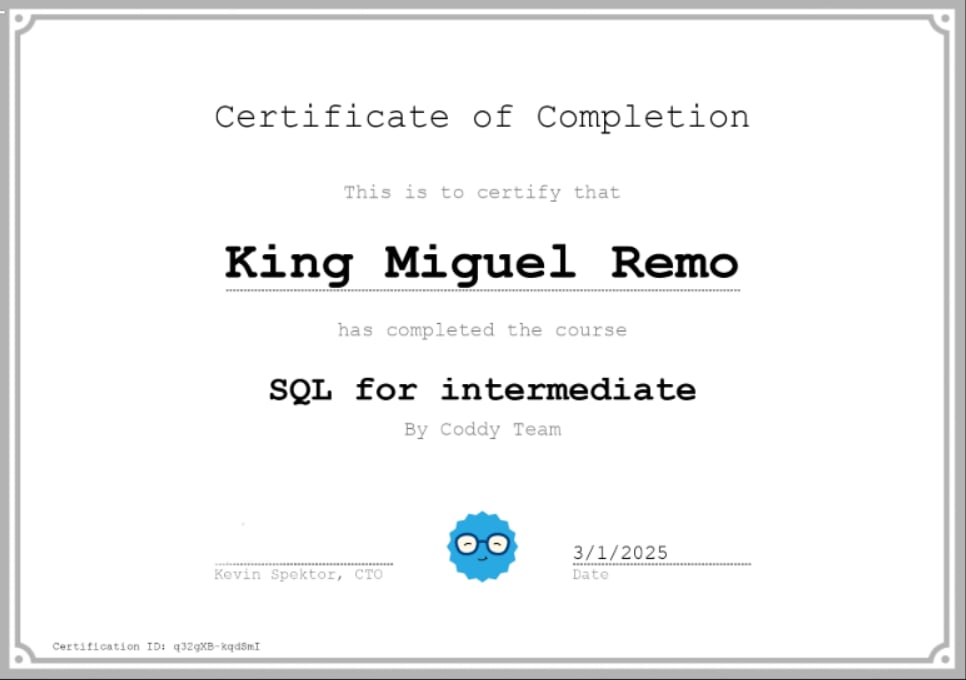 Certificate of Completion
This is to certify that
King Miguel Remo
has completed the course
SQL for intermediate
By Coddy Team
3/1/2025
Kevin Spektor, CTO
Date
Certification ID: q32gXB-kqdSmI